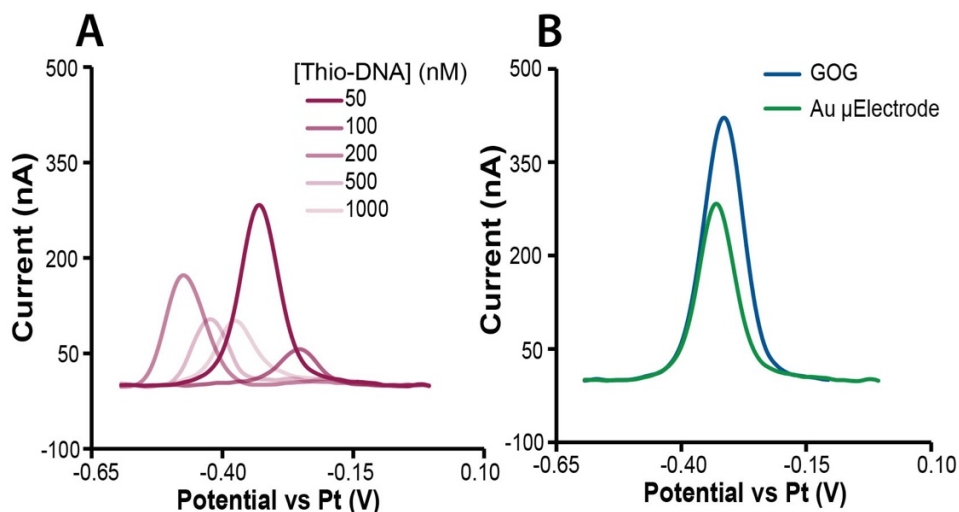 A
[Thio-DNA] (nM)
50
100
200
500
1000
500
350
200
50
-100
-0.65
-0.40
-0.15
0.10
Current (nA)
Potential vs Pt (V)
B
GOG
Au µElectrode
500
350
200
50
-100
-0.65
-0.40
-0.15
0.10
Current (nA)
Potential vs Pt (V)